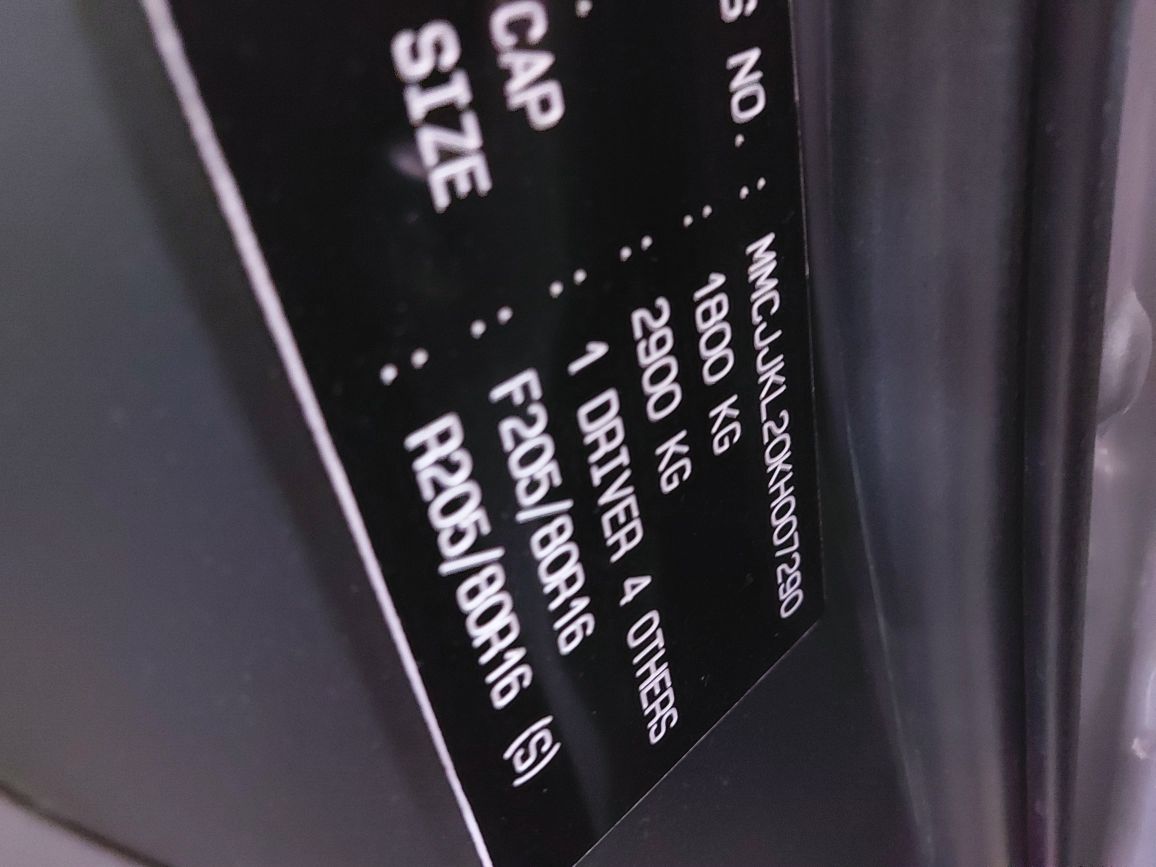 S NO. : MMCJJKL20KH007290
: 1800 KG
: 2900 KG
CAP : 1 DRIVER 4 OTHERS
SIZE : F205/80R16
: R205/80R16 (S)